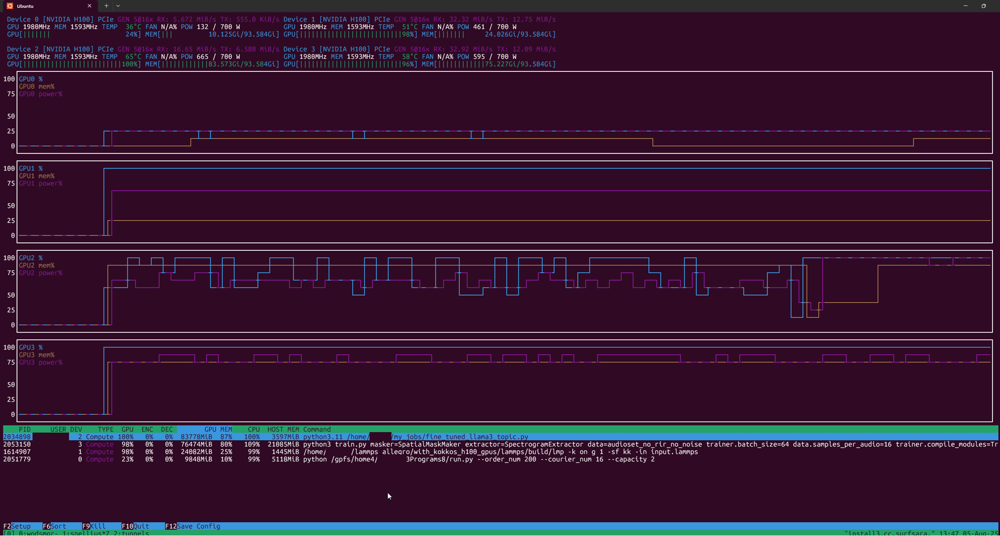 Ubuntu
Device 0 [NVIDIA H100] PCIe GEN 5@16x RX: 5.672 MiB/s TX: 555.0 KiB/s Device 1 [NVIDIA H100] PCIe GEN 5@16x RX: 32.32 MiB/s TX: 12.75 MiB/s
GPU 1980MHz MEM 1593MHz TEMP 36°C FAN N/A% POW 132 / 700 W GPU 1980MHz MEM 1593MHz TEMP 51°C FAN N/A% POW 461 / 700 W
GPU[||||||| 24%] MEM[||| 10.125Gi/93.584Gi] GPU[||||||||||||||||||||||||||98%] MEM[||||||| 24.026Gi/93.584Gi]
Device 2 [NVIDIA H100] PCIe GEN 5@16x RX: 16.65 MiB/s TX: 6.580 MiB/s Device 3 [NVIDIA H100] PCIe GEN 5@16x RX: 32.92 MiB/s TX: 12.09 MiB/s
GPU 1980MHz MEM 1593MHz TEMP 65°C FAN N/A% POW 665 / 700 W GPU 1980MHz MEM 1593MHz TEMP 58°C FAN N/A% POW 595 / 700 W
GPU[|||||||||||||||||||||||||100%] MEM[||||||||||||83.573Gi/93.584Gi] GPU[||||||||||||||||||||||||||96%] MEM[||||||||||||75.227Gi/93.584Gi]
100 GPU0 %
GPU0 mem%
75 GPU0 power%
50
25
0
100 GPU1 %
GPU1 mem%
75 GPU1 power%
50
25
0
100 GPU2 %
GPU2 mem%
75 GPU2 power%
50
25
0
100 GPU3 %
GPU3 mem%
75 GPU3 power%
50
25
0
PID USER DEV TYPE GPU ENC DEC GPU MEM CPU HOST MEM Command
2034898 2 Compute 100% 0% 0% 83778MiB 87% 100% 3597MiB python3.11 /home/ /my_jobs/fine_tuned_llama3_topic.py
2053150 3 Compute 98% 0% 0% 76474MiB 80% 109% 21085MiB python3 train.py masker=SpatialMaskMaker extractor=SpectrogramExtractor data=audioset_no_rir_no_noise trainer.batch_size=64 data.samples_per_audio=16 trainer.compile_modules=Tr
1614907 1 Compute 98% 0% 0% 24082MiB 25% 99% 1445MiB /home/ /lammps allegro/with_kokkos_h100_gpus/lammps/build/lmp -k on g 1 -sf kk -in input.lammps
2051779 0 Compute 23% 0% 0% 9848MiB 10% 99% 5118MiB python /gpfs/home4/ 3Programs8/run.py --order_num 200 --courier_num 16 --capacity 2
F2Setup F6Sort F9Kill F10Quit F12Save Config
[0] 0:wodsmgr- 1:snellius*Z 2:tunnels "install3.cc.surfsara." 13:47 05-Aug-25